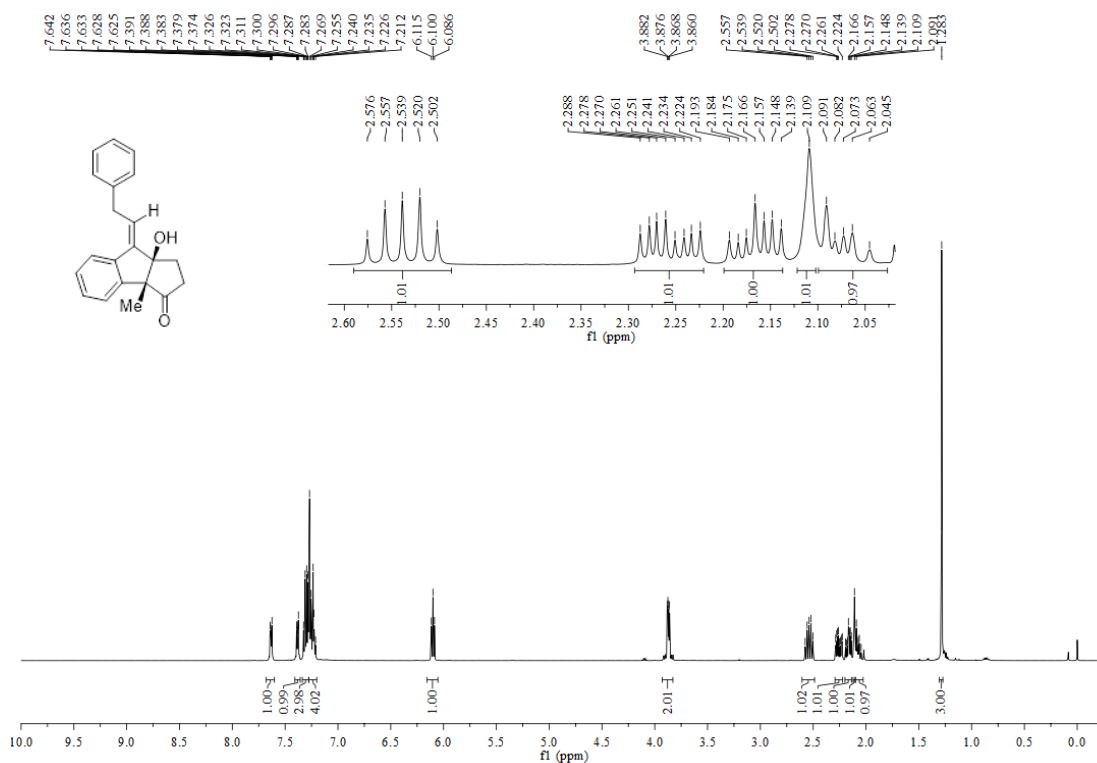 7.642 7.636 7.633 7.628 7.625 7.391 7.388 7.383 7.379 7.374 7.326 7.323 7.311 7.300 7.296 7.287 7.283 7.269 7.255 7.240 7.235 7.226 7.212 6.115 6.100 6.086 3.882 3.876 3.868 3.860 2.557 2.539 2.520 2.502 2.278 2.270 2.261 2.224 2.166 2.157 2.148 2.139 2.109 2.091 1.283
2.576 2.557 2.539 2.520 2.502 2.288 2.278 2.270 2.261 2.251 2.241 2.234 2.224 2.193 2.184 2.175 2.166 2.157 2.148 2.139 2.109 2.091 2.082 2.073 2.063 2.045
H
OH
Me
O
1.01 1.01 1.00 1.01 0.97
2.60 2.55 2.50 2.45 2.40 2.35 2.30 2.25 2.20 2.15 2.10 2.05
f1 (ppm)
1.00 0.99 2.98 4.02 1.00 2.01 1.02 1.01 1.00 1.01 0.97 3.00
10.0 9.5 9.0 8.5 8.0 7.5 7.0 6.5 6.0 5.5 5.0 4.5 4.0 3.5 3.0 2.5 2.0 1.5 1.0 0.5 0.0
f1 (ppm)